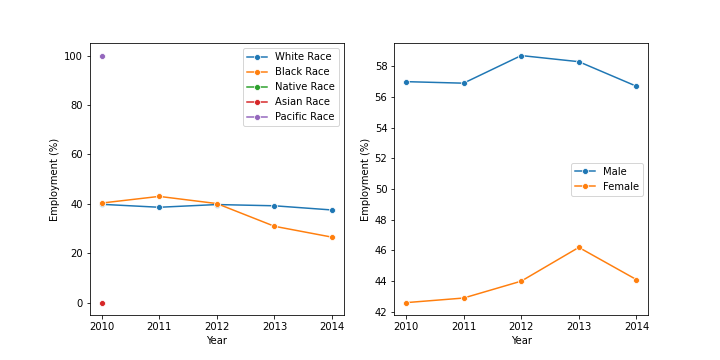 100
80
60
40
20
0
Employment (%)
2010 2011 2012 2013 2014
Year
White Race
Black Race
Native Race
Asian Race
Pacific Race
58
56
54
52
50
48
46
44
42
Employment (%)
2010 2011 2012 2013 2014
Year
Male
Female